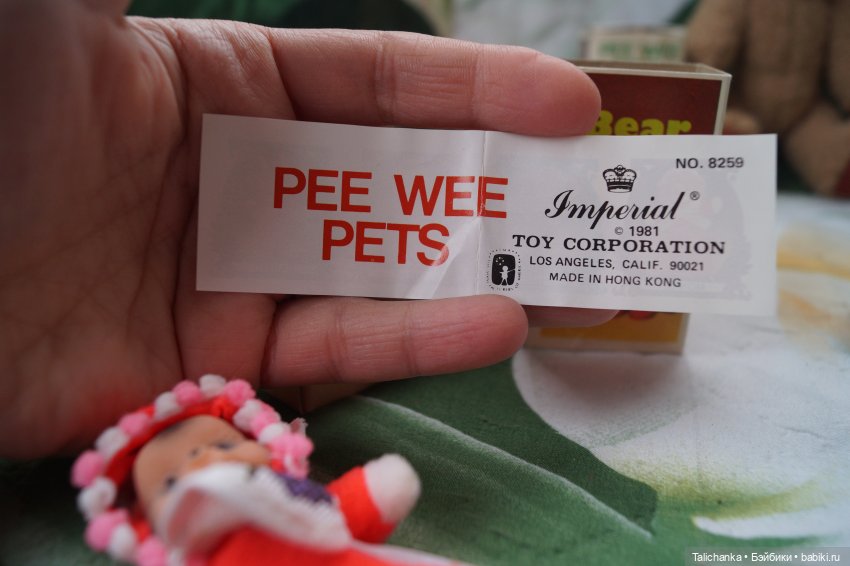 Bear
PEE WEE
PETS
NO. 8259
Imperial®
© 1981
TOY CORPORATION
LOS ANGELES, CALIF. 90021
MADE IN HONG KONG
Talichanka • Бэйбики • babiki.ru